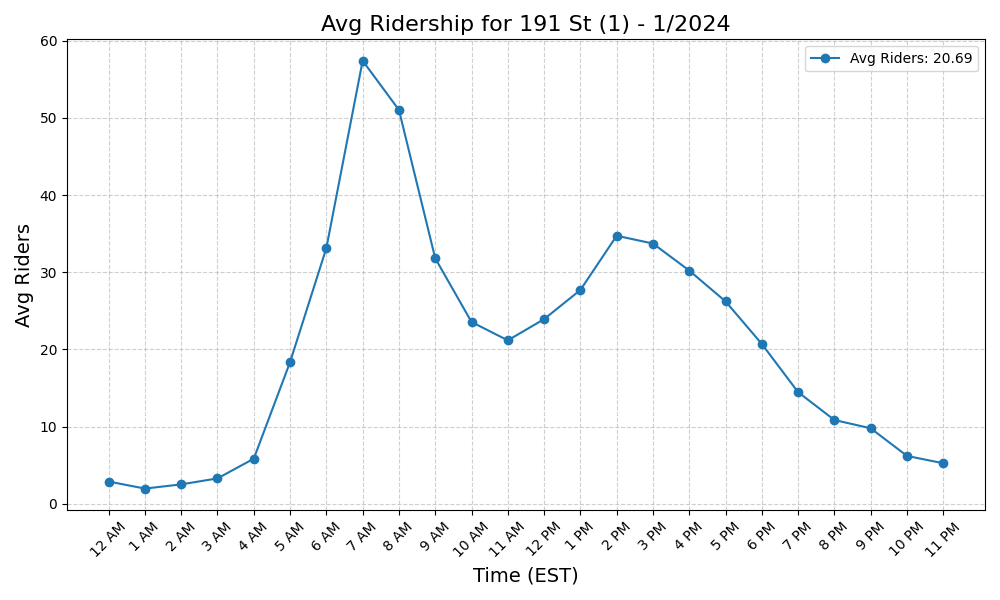 Avg Ridership for 191 St (1) - 1/2024
Avg Riders: 20.69
Avg Riders
60
50
40
30
20
10
0
12 AM
1 AM
2 AM
3 AM
4 AM
5 AM
6 AM
7 AM
8 AM
9 AM
10 AM
11 AM
12 PM
1 PM
2 PM
3 PM
4 PM
5 PM
6 PM
7 PM
8 PM
9 PM
10 PM
11 PM
Time (EST)